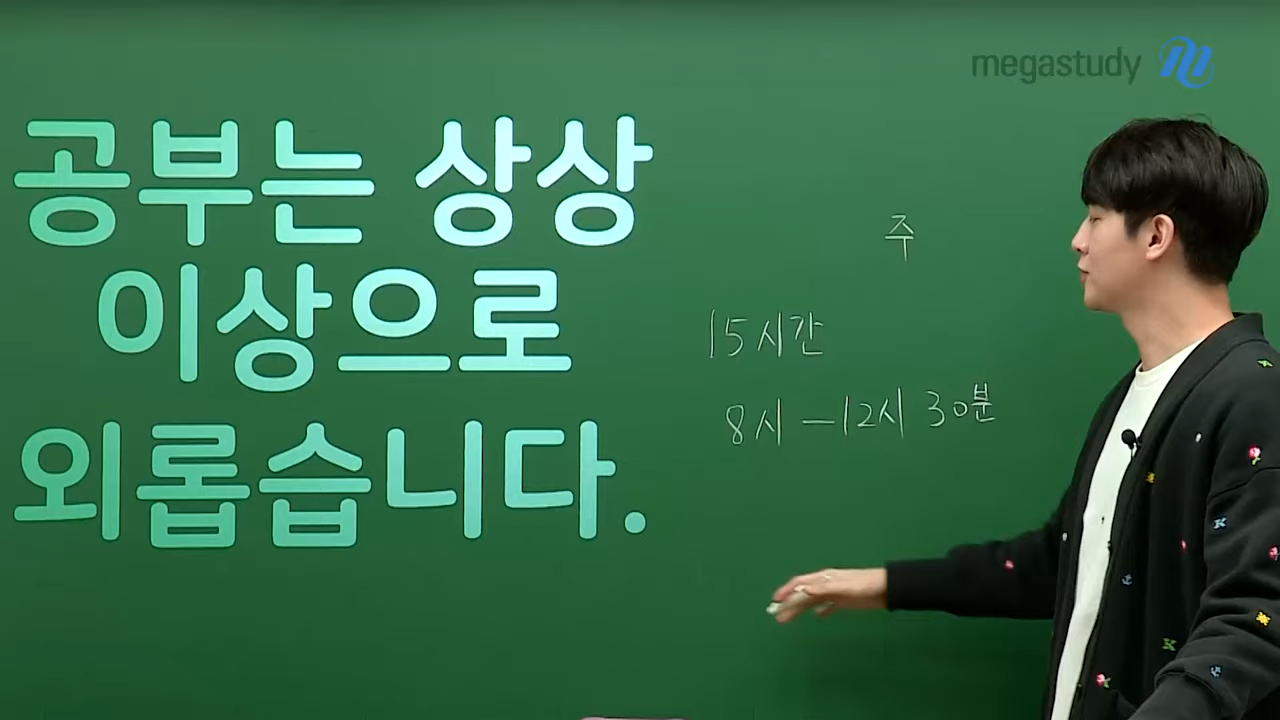 megastudy
공부는 상상
이상으로
외롭습니다.
주
15시간
8시 – 12시 30분